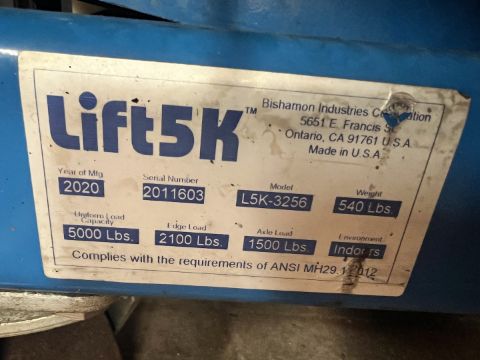 Lift5K™
Bishamon Industries Corporation
5651 E. Francis St.
Ontario, CA 91761 U.S.A.
Made in U.S.A.
Year of Mfg
2020
Serial Number
2011603
Model
L5K-3256
Weight
540 Lbs.
Uniform Load
Capacity
5000 Lbs.
Edge Load
2100 Lbs.
Axle Load
1500 Lbs.
Environment
Indoors
Complies with the requirements of ANSI MH29.1 2012